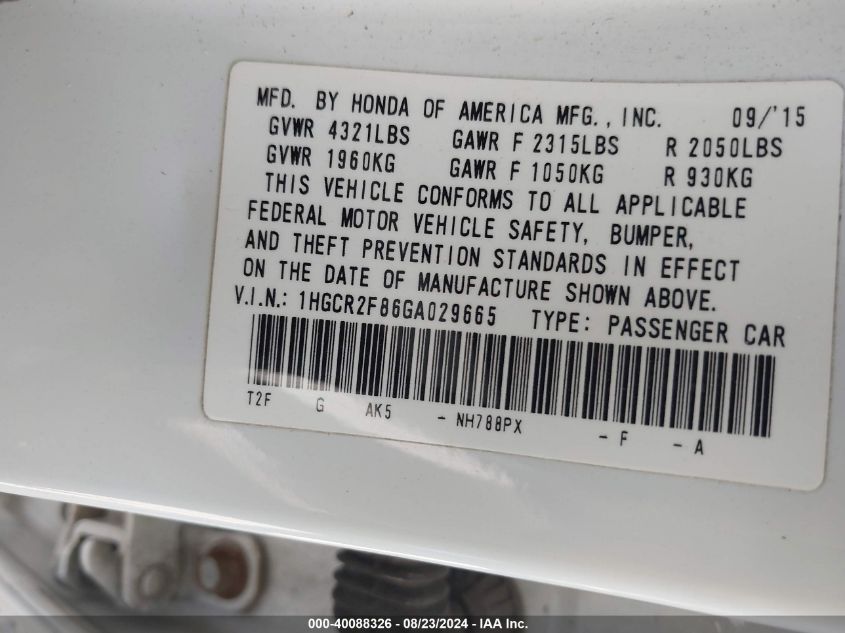 MFD. BY HONDA OF AMERICA MFG., INC. 09/'15
GVWR 4321LBS GAWR F 2315LBS R 2050LBS
GVWR 1960KG GAWR F 1050KG R 930KG
THIS VEHICLE CONFORMS TO ALL APPLICABLE
FEDERAL MOTOR VEHICLE SAFETY, BUMPER,
AND THEFT PREVENTION STANDARDS IN EFFECT
ON THE DATE OF MANUFACTURE SHOWN ABOVE.
V.I.N.: 1HGCR2F86GA029665 TYPE: PASSENGER CAR
T2F G AK5 - NH788PX - F - A
000-40088326 - 08/23/2024 - IAA Inc.